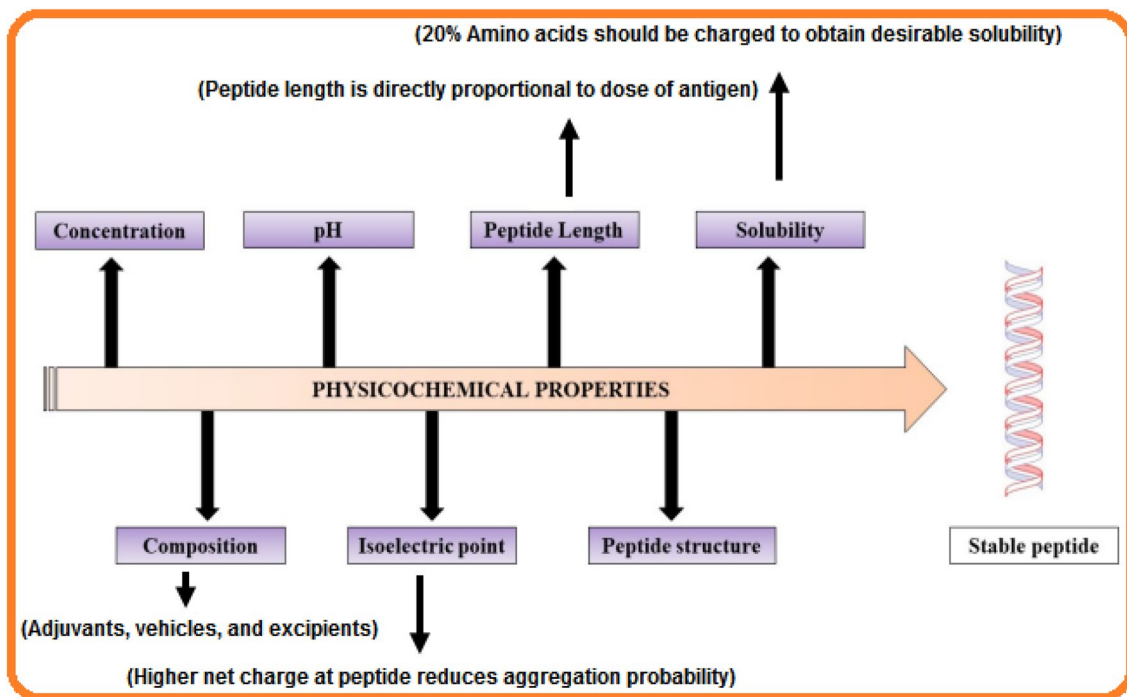 (20% Amino acids should be charged to obtain desirable solubility)
(Peptide length is directly proportional to dose of antigen)
Concentration
pH
Peptide Length
Solubility
PHYSICOCHEMICAL PROPERTIES
Composition
Isoelectric point
Peptide structure
Stable peptide
(Adjuvants, vehicles, and excipients)
(Higher net charge at peptide reduces aggregation probability)